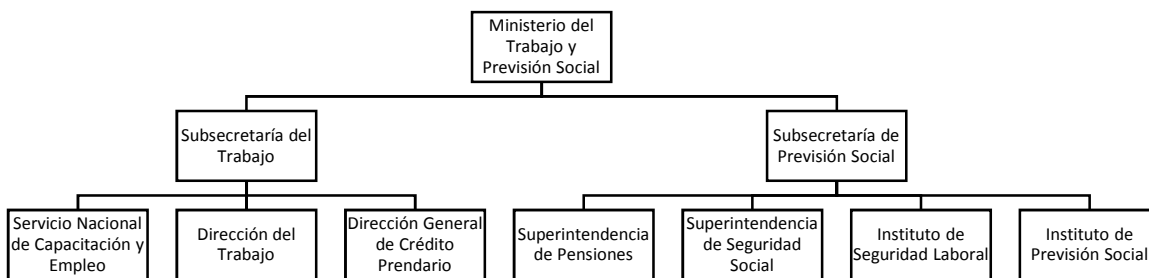 Ministerio del
Trabajo y
Previsión Social
Subsecretaría del
Trabajo
Subsecretaría de
Previsión Social
Servicio Nacional
de Capacitación y
Empleo
Dirección del
Trabajo
Dirección General
de Crédito
Prendario
Superintendencia
de Pensiones
Superintendencia
de Seguridad
Social
Instituto de
Seguridad Laboral
Instituto de
Previsión Social